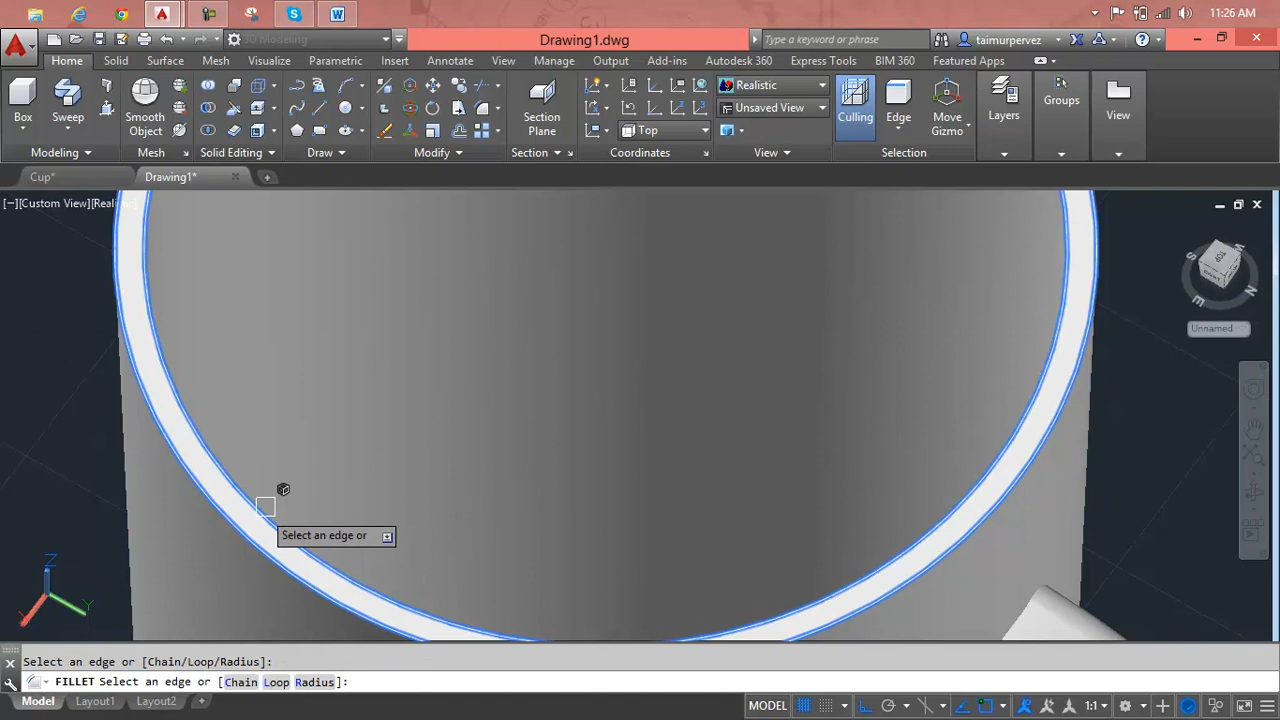 11:26 AM
3D Modeling
Drawing1.dwg
Type a keyword or phrase
taimurpervez
Home Solid Surface Mesh Visualize Parametric Insert Annotate View Manage Output Add-ins Autodesk 360 Express Tools BIM 360 Featured Apps
Box
Sweep
Smooth
Object
Section
Plane
Realistic
Unsaved View
Top
Culling
Edge
Move
Gizmo
Layers
Groups
View
Modeling
Mesh
Solid Editing
Draw
Modify
Section
Coordinates
View
Selection
Cup*
Drawing1*
[−][Custom View][Reali
TOP
S
N
E
Unnamed
Select an edge or
Z
X
Y
Select an edge or [Chain/Loop/Radius]:
FILLET Select an edge or [Chain Loop Radius]:
Model Layout1 Layout2 +
MODEL
1:1